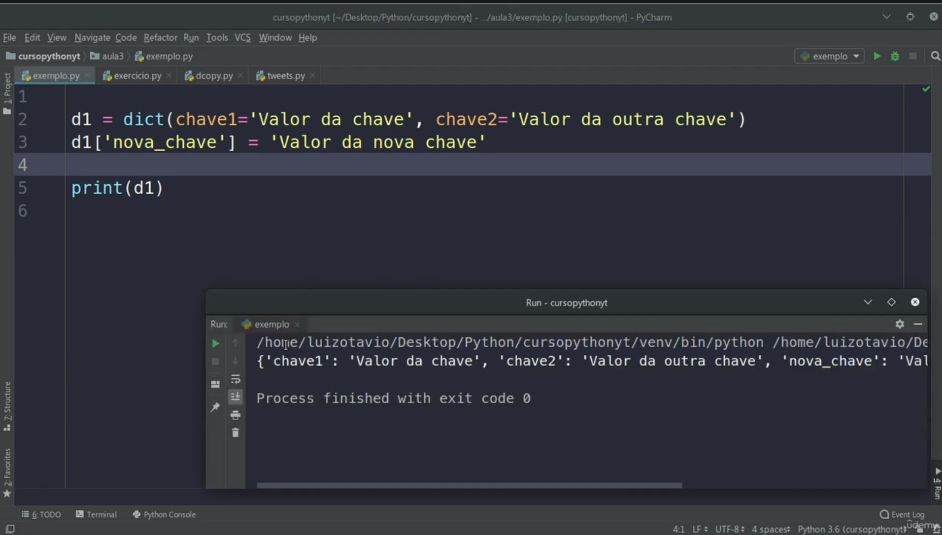 cursopythonyt [~/Desktop/Python/cursopythonyt] - .../aula3/exemplo.py [cursopythonyt] - PyCharm
File Edit View Navigate Code Refactor Run Tools VCS Window Help
cursopythonyt aula3 exemplo.py exemplo
exemplo.py exercicio.py dcopy.py tweets.py
1: Project
1
2 d1 = dict(chave1='Valor da chave', chave2='Valor da outra chave')
3 d1['nova_chave'] = 'Valor da nova chave'
4
5 print(d1)
6
Run - cursopythonyt
Run: exemplo
/home/luizotavio/Desktop/Python/cursopythonyt/venv/bin/python /home/luizotavio/De
{'chave1': 'Valor da chave', 'chave2': 'Valor da outra chave', 'nova_chave': 'Val
Process finished with exit code 0
7: Structure
2: Favorites
4: Run
6: TODO Terminal Python Console Event Log
4:1 LF UTF-8 4 spaces Python 3.6 (cursopythonyt)
Udemy